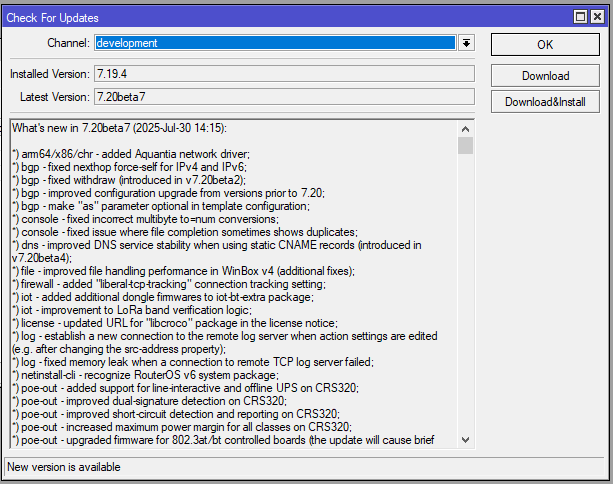 Check For Updates
Channel: development
OK
Installed Version: 7.19.4
Download
Latest Version: 7.20beta7
Download&Install
What's new in 7.20beta7 (2025-Jul-30 14:15):
*) arm64/x86/chr - added Aquantia network driver;
*) bgp - fixed nexthop force-self for IPv4 and IPv6;
*) bgp - fixed withdraw (introduced in v7.20beta2);
*) bgp - improved configuration upgrade from versions prior to 7.20;
*) bgp - make "as" parameter optional in template configuration;
*) console - fixed incorrect multibyte to=num conversions;
*) console - fixed issue where file completion sometimes shows duplicates;
*) dns - improved DNS service stability when using static CNAME records (introduced in
v7.20beta4);
*) file - improved file handling performance in WinBox v4 (additional fixes);
*) firewall - added "liberal-tcp-tracking" connection tracking setting;
*) iot - added additional dongle firmwares to iot-bt-extra package;
*) iot - improvement to LoRa band verification logic;
*) license - updated URL for "libcroco" package in the license notice;
*) log - establish a new connection to the remote log server when action settings are edited
(e.g. after changing the src-address property);
*) log - fixed memory leak when a connection to remote TCP log server failed;
*) netinstall-cli - recognize RouterOS v6 system package;
*) poe-out - added support for line-interactive and offline UPS on CRS320;
*) poe-out - improved dual-signature detection on CRS320;
*) poe-out - improved short-circuit detection and reporting on CRS320;
*) poe-out - increased maximum power margin for all classes on CRS320;
*) poe-out - upgraded firmware for 802.3at/bt controlled boards (the update will cause brief
New version is available